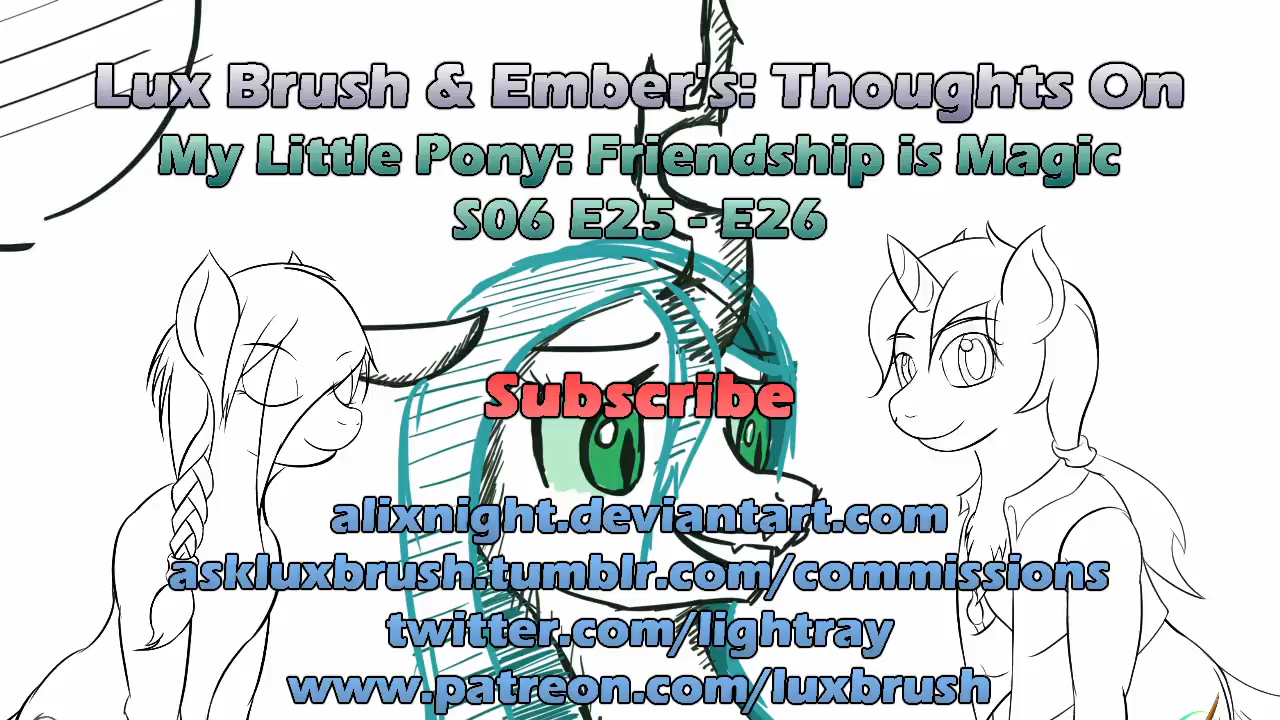 Lux Brush & Ember's: Thoughts On
My Little Pony: Friendship is Magic
S06 E25 - E26
Subscribe
alixnight.deviantart.com
askluxbrush.tumblr.com/commissions
twitter.com/lightray
www.patreon.com/luxbrush